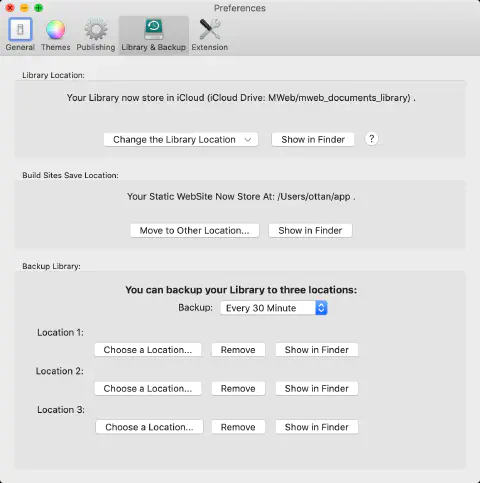 Preferences
General Themes Publishing Library & Backup Extension
Library Location:
Your Library now store in iCloud (iCloud Drive: MWeb/mweb_documents_library) .
Change the Library Location Show in Finder ?
Build Sites Save Location:
Your Static WebSite Now Store At: /Users/ottan/app .
Move to Other Location... Show in Finder
Backup Library:
You can backup your Library to three locations:
Backup: Every 30 Minute
Location 1:
Choose a Location... Remove Show in Finder
Location 2:
Choose a Location... Remove Show in Finder
Location 3:
Choose a Location... Remove Show in Finder